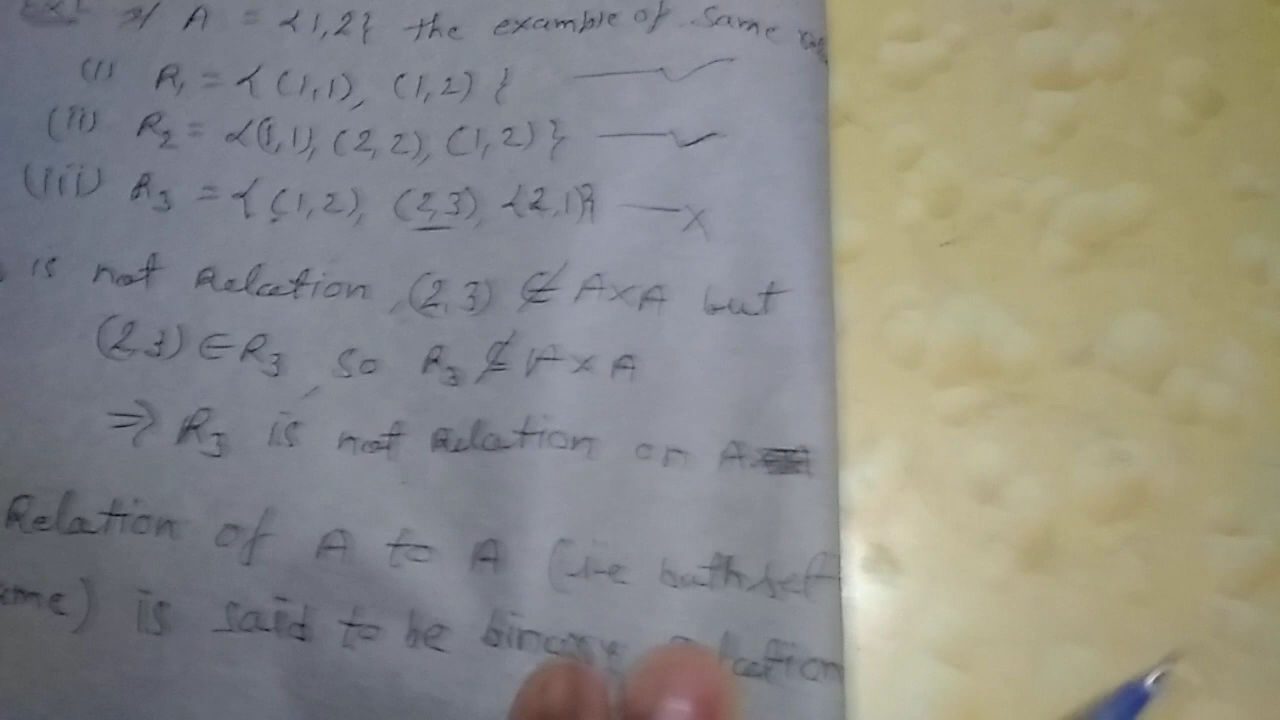 A = {1,2} the example of same
(i) R₁ = {(1,1), (1,2)} ✓
(ii) R₂ = {(1,1), (2,2), (1,2)} ✓
(iii) R₃ = {(1,2), (2,3), {2,1)} — X
is not Relation, (2,3) ∉ A×A but
(2,3) ∈ R₃, so R₃ ⊄ A×A
⇒ R₃ is not Relation on A
Relation of A to A (i.e both set
is said to be binary